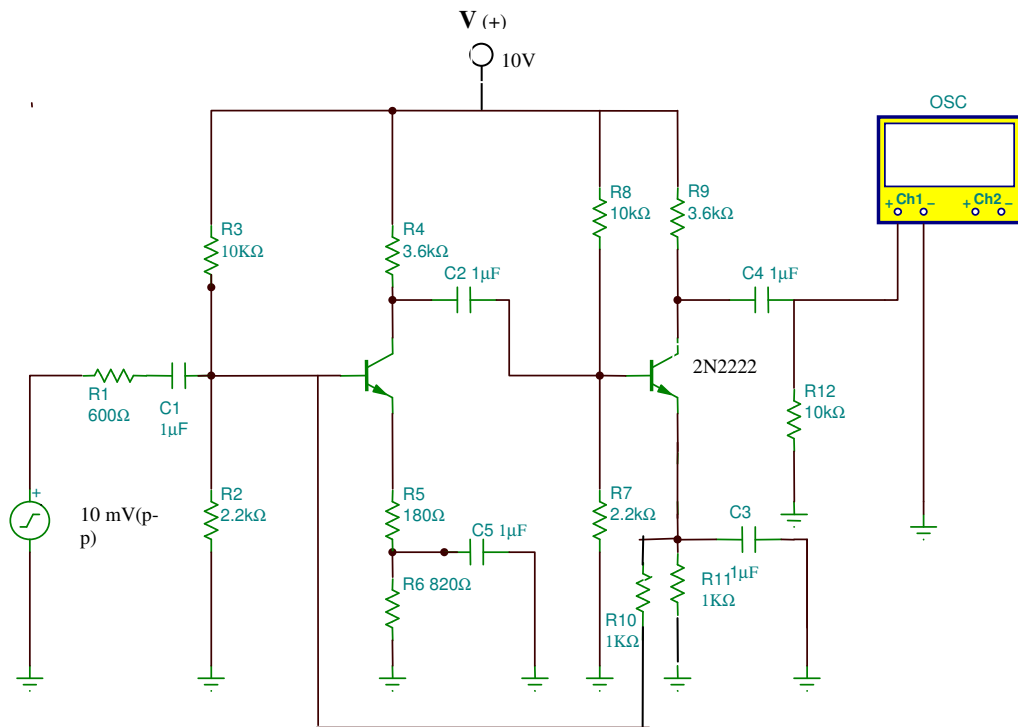 V (+)
10V
OSC
+ Ch1 − + Ch2 −
R3
10KΩ
R4
3.6kΩ
R8
10kΩ
R9
3.6kΩ
C2 1µF
C4 1µF
2N2222
R1
600Ω
C1
1µF
R12
10kΩ
+
10 mV(p-
p)
R2
2.2kΩ
R5
180Ω
C5 1µF
R6 820Ω
R7
2.2kΩ
C3
1µF
R11
1KΩ
R10
1KΩ